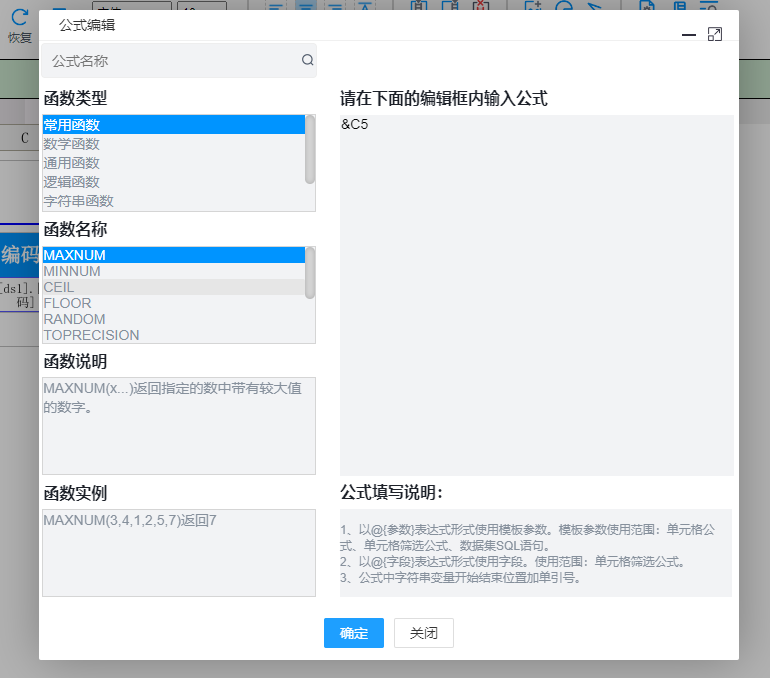 恢复
公式编辑
公式名称
函数类型
常用函数
数学函数
通用函数
逻辑函数
字符串函数
函数名称
MAXNUM
MINNUM
CEIL
FLOOR
RANDOM
TOPRECISION
函数说明
MAXNUM(x...)返回指定的数中带有较大值
的数字。
函数实例
MAXNUM(3,4,1,2,5,7)返回7
请在下面的编辑框内输入公式
&C5
公式填写说明：
1、以@{参数}表达式形式使用模板参数。模板参数使用范围：单元格公
式、单元格筛选公式、数据集SQL语句。
2、以@{字段}表达式形式使用字段。使用范围：单元格筛选公式。
3、公式中字符串变量开始结束位置加单引号。
确定
关闭
C
编码
[ds1].[
码]